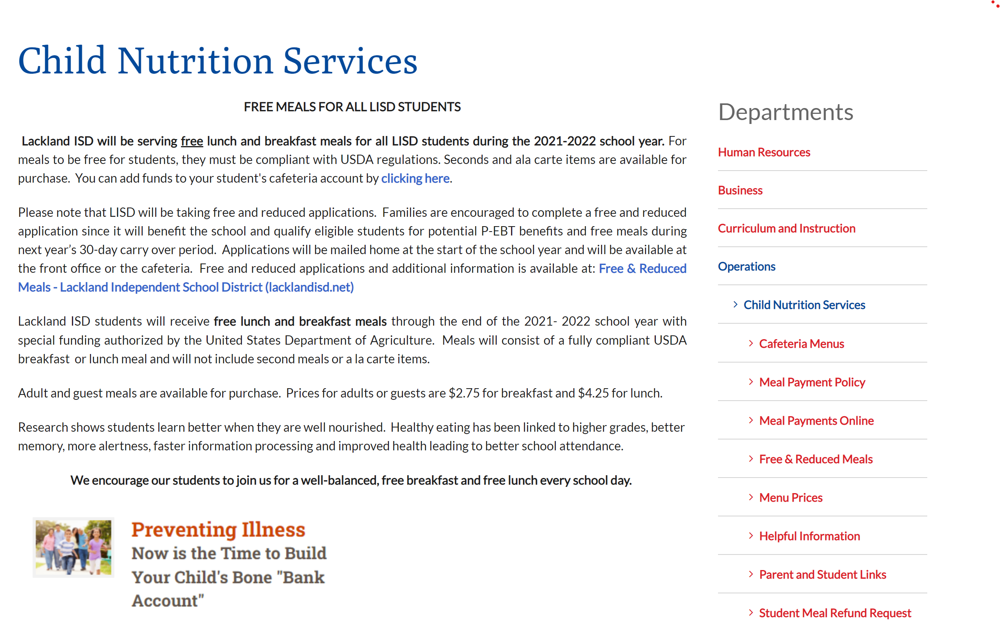 Child Nutrition Services
FREE MEALS FOR ALL LISD STUDENTS
Lackland ISD will be serving free lunch and breakfast meals for all LISD students during the 2021-2022 school year. For
meals to be free for students, they must be compliant with USDA regulations. Seconds and ala carte items are available for
purchase.  You can add funds to your student's cafeteria account by clicking here.
Please note that LISD will be taking free and reduced applications.  Families are encouraged to complete a free and reduced
application since it will benefit the school and qualify eligible students for potential P-EBT benefits and free meals during
next year’s 30-day carry over period.  Applications will be mailed home at the start of the school year and will be available at
the front office or the cafeteria.  Free and reduced applications and additional information is available at: Free & Reduced
Meals - Lackland Independent School District (lacklandisd.net)
Lackland ISD students will receive free lunch and breakfast meals through the end of the 2021- 2022 school year with
special funding authorized by the United States Department of Agriculture.  Meals will consist of a fully compliant USDA
breakfast  or lunch meal and will not include second meals or a la carte items.
Adult and guest meals are available for purchase.  Prices for adults or guests are $2.75 for breakfast and $4.25 for lunch.
Research shows students learn better when they are well nourished.  Healthy eating has been linked to higher grades, better
memory, more alertness, faster information processing and improved health leading to better school attendance.
We encourage our students to join us for a well-balanced, free breakfast and free lunch every school day.
Preventing Illness
Now is the Time to Build
Your Child's Bone "Bank
Account"
Departments
Human Resources
Business
Curriculum and Instruction
Operations
Child Nutrition Services
Cafeteria Menus
Meal Payment Policy
Meal Payments Online
Free & Reduced Meals
Menu Prices
Helpful Information
Parent and Student Links
Student Meal Refund Request